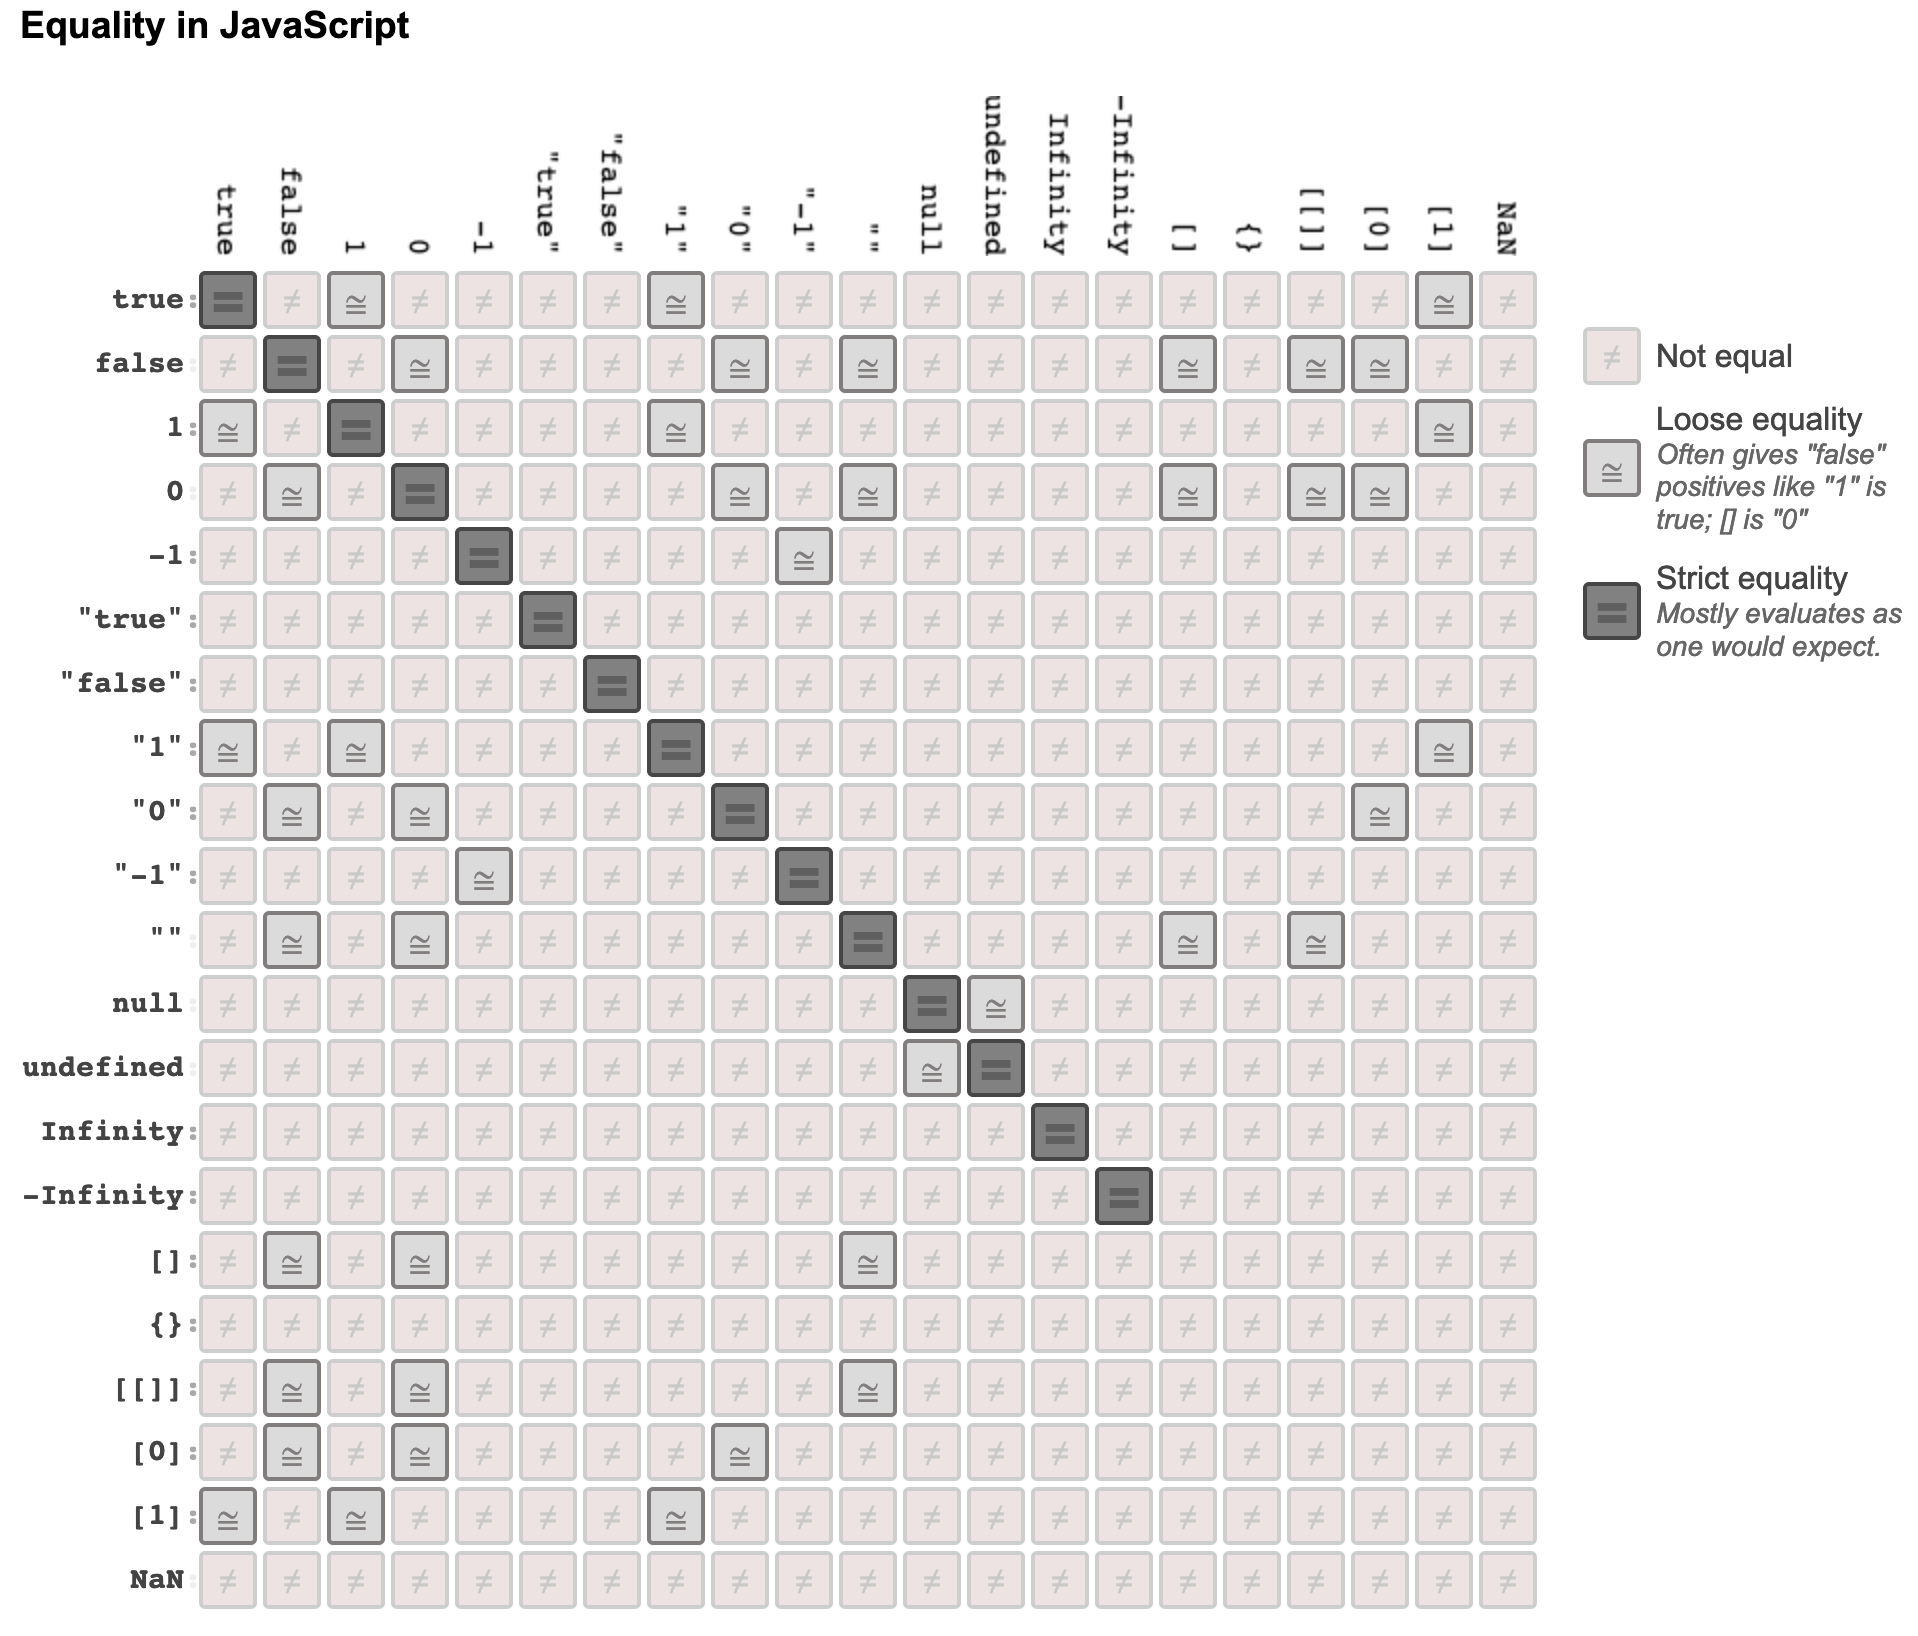 Equality in JavaScript
true false 1 0 -1 "true" "false" "1" "0" "-1" "" null undefined Infinity -Infinity [] {} [[]] [0] [1] NaN
true: = ≠ ≅ ≠ ≠ ≠ ≠ ≅ ≠ ≠ ≠ ≠ ≠ ≠ ≠ ≠ ≠ ≠ ≠ ≅ ≠
false ≠ = ≠ ≅ ≠ ≠ ≠ ≠ ≅ ≠ ≅ ≠ ≠ ≠ ≠ ≅ ≠ ≅ ≅ ≠ ≠
1: ≅ ≠ = ≠ ≠ ≠ ≠ ≅ ≠ ≠ ≠ ≠ ≠ ≠ ≠ ≠ ≠ ≠ ≠ ≅ ≠
0 ≠ ≅ ≠ = ≠ ≠ ≠ ≠ ≅ ≠ ≅ ≠ ≠ ≠ ≠ ≅ ≠ ≅ ≅ ≠ ≠
-1: ≠ ≠ ≠ ≠ = ≠ ≠ ≠ ≠ ≅ ≠ ≠ ≠ ≠ ≠ ≠ ≠ ≠ ≠ ≠ ≠
"true": ≠ ≠ ≠ ≠ ≠ = ≠ ≠ ≠ ≠ ≠ ≠ ≠ ≠ ≠ ≠ ≠ ≠ ≠ ≠ ≠
"false": ≠ ≠ ≠ ≠ ≠ ≠ = ≠ ≠ ≠ ≠ ≠ ≠ ≠ ≠ ≠ ≠ ≠ ≠ ≠ ≠
"1": ≅ ≠ ≅ ≠ ≠ ≠ ≠ = ≠ ≠ ≠ ≠ ≠ ≠ ≠ ≠ ≠ ≠ ≠ ≅ ≠
"0": ≠ ≅ ≠ ≅ ≠ ≠ ≠ ≠ = ≠ ≠ ≠ ≠ ≠ ≠ ≠ ≠ ≠ ≅ ≠ ≠
"-1": ≠ ≠ ≠ ≠ ≅ ≠ ≠ ≠ ≠ = ≠ ≠ ≠ ≠ ≠ ≠ ≠ ≠ ≠ ≠ ≠
"" ≠ ≅ ≠ ≅ ≠ ≠ ≠ ≠ ≠ ≠ = ≠ ≠ ≠ ≠ ≅ ≠ ≅ ≠ ≠ ≠
null ≠ ≠ ≠ ≠ ≠ ≠ ≠ ≠ ≠ ≠ ≠ = ≅ ≠ ≠ ≠ ≠ ≠ ≠ ≠ ≠
undefined ≠ ≠ ≠ ≠ ≠ ≠ ≠ ≠ ≠ ≠ ≠ ≅ = ≠ ≠ ≠ ≠ ≠ ≠ ≠ ≠
Infinity: ≠ ≠ ≠ ≠ ≠ ≠ ≠ ≠ ≠ ≠ ≠ ≠ ≠ = ≠ ≠ ≠ ≠ ≠ ≠ ≠
-Infinity: ≠ ≠ ≠ ≠ ≠ ≠ ≠ ≠ ≠ ≠ ≠ ≠ ≠ ≠ = ≠ ≠ ≠ ≠ ≠ ≠
[]: ≠ ≅ ≠ ≅ ≠ ≠ ≠ ≠ ≠ ≠ ≅ ≠ ≠ ≠ ≠ ≠ ≠ ≠ ≠ ≠ ≠
{}: ≠ ≠ ≠ ≠ ≠ ≠ ≠ ≠ ≠ ≠ ≠ ≠ ≠ ≠ ≠ ≠ ≠ ≠ ≠ ≠ ≠
[[]]: ≠ ≅ ≠ ≅ ≠ ≠ ≠ ≠ ≠ ≠ ≅ ≠ ≠ ≠ ≠ ≠ ≠ ≠ ≠ ≠ ≠
[0]: ≠ ≅ ≠ ≅ ≠ ≠ ≠ ≠ ≅ ≠ ≠ ≠ ≠ ≠ ≠ ≠ ≠ ≠ ≠ ≠ ≠
[1]: ≅ ≠ ≅ ≠ ≠ ≠ ≠ ≅ ≠ ≠ ≠ ≠ ≠ ≠ ≠ ≠ ≠ ≠ ≠ ≠ ≠
NaN ≠ ≠ ≠ ≠ ≠ ≠ ≠ ≠ ≠ ≠ ≠ ≠ ≠ ≠ ≠ ≠ ≠ ≠ ≠ ≠ ≠
≠ Not equal
Loose equality
≅ Often gives "false"
positives like "1" is
true; [] is "0"
Strict equality
= Mostly evaluates as
one would expect.